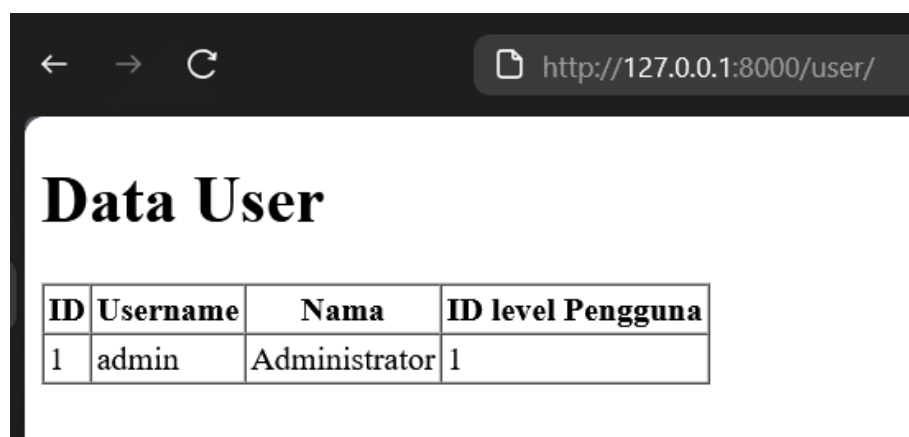 http://127.0.0.1:8000/user/
Data User
ID Username Nama ID level Pengguna
1 admin Administrator 1